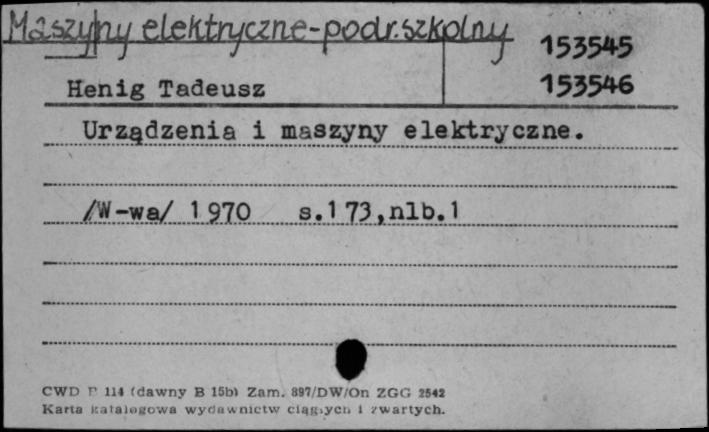 Maszyny elektryczne-podr.szkolny
153545
Henig Tadeusz
153546
Urządzenia i maszyny elektryczne.
/W-wa/ 1970 s.173,nlb.1
CWD P 114 (dawny B 15b) Zam. 897/DW/On ZGG 2542
Karta katalogowa wydawnictw ciągłych i zwartych.